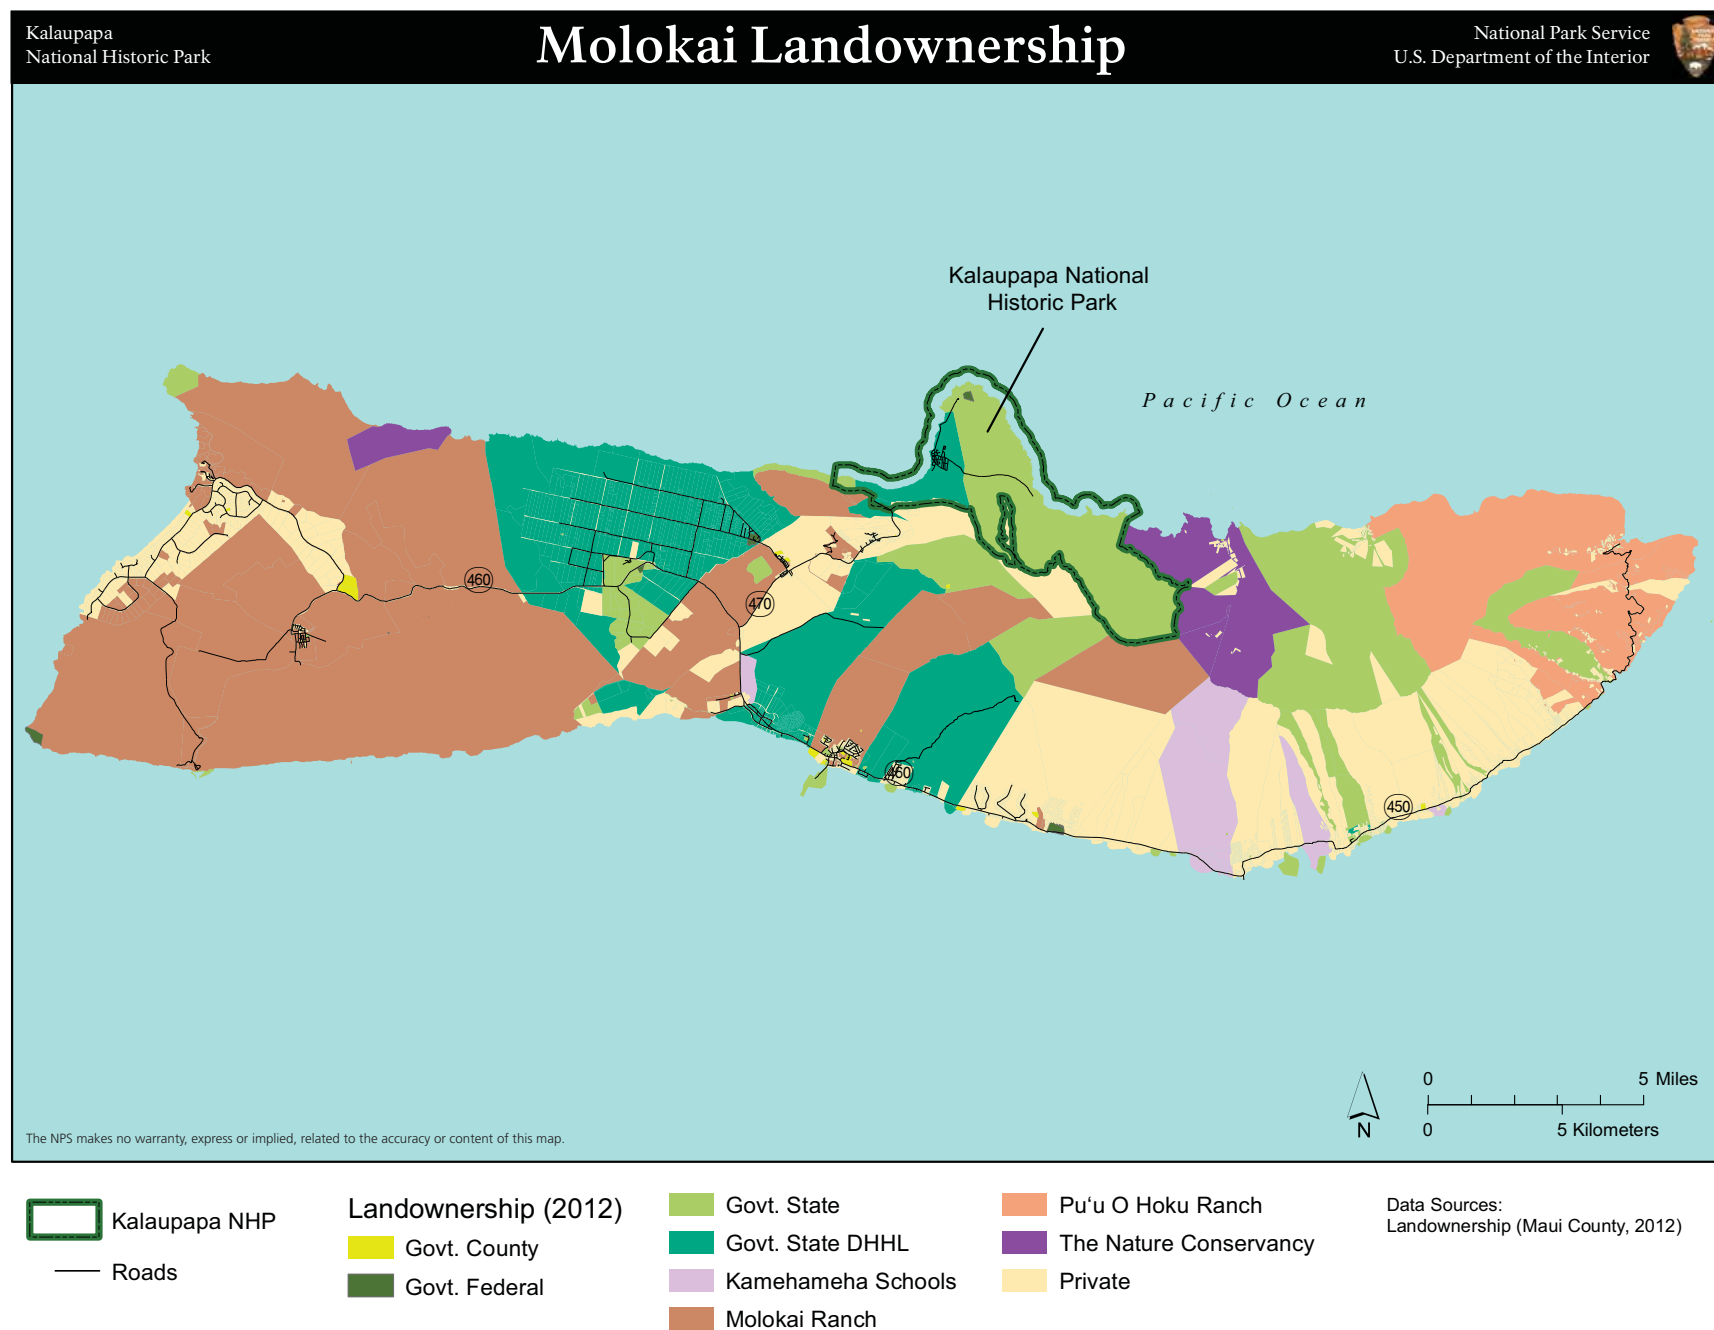 Kalaupapa
National Historic Park
Molokai Landownership
National Park Service
U.S. Department of the Interior
Kalaupapa National
Historic Park
Pacific Ocean
460
470
460
450
0 5 Miles
N
0 5 Kilometers
The NPS makes no warranty, express or implied, related to the accuracy or content of this map.
Kalaupapa NHP
Roads
Landownership (2012)
Govt. County
Govt. Federal
Govt. State
Govt. State DHHL
Kamehameha Schools
Molokai Ranch
Pu‘u O Hoku Ranch
The Nature Conservancy
Private
Data Sources:
Landownership (Maui County, 2012)